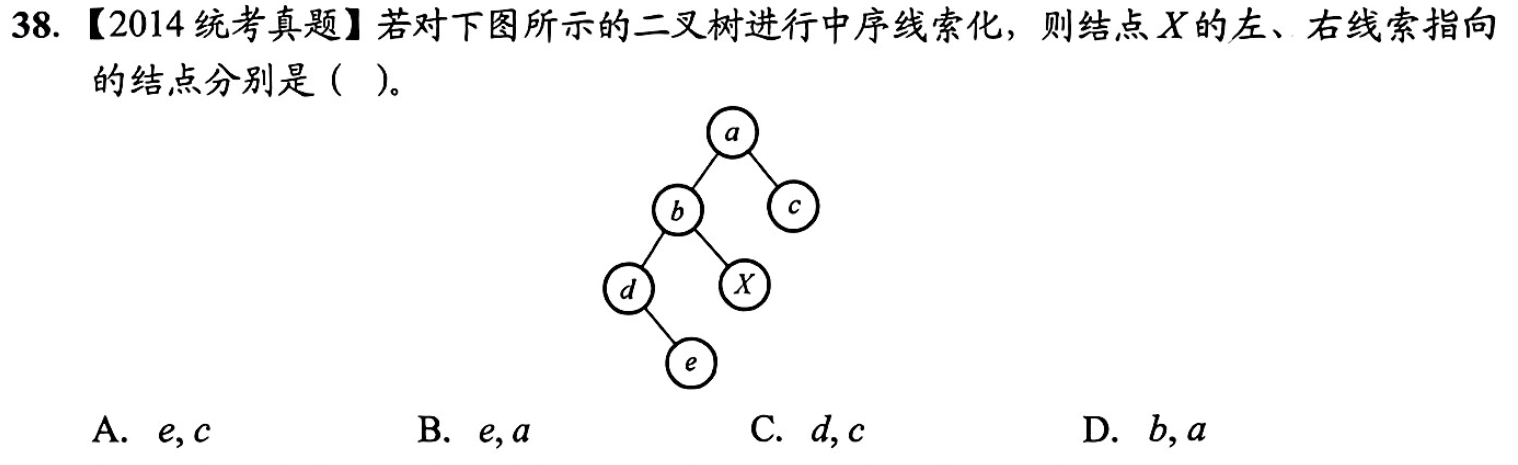 38. 【2014 统考真题】若对下图所示的二叉树进行中序线索化，则结点 X 的左、右线索指向
的结点分别是（ ）。
a
b
c
d
X
e
A. e, c B. e, a C. d, c D. b, a